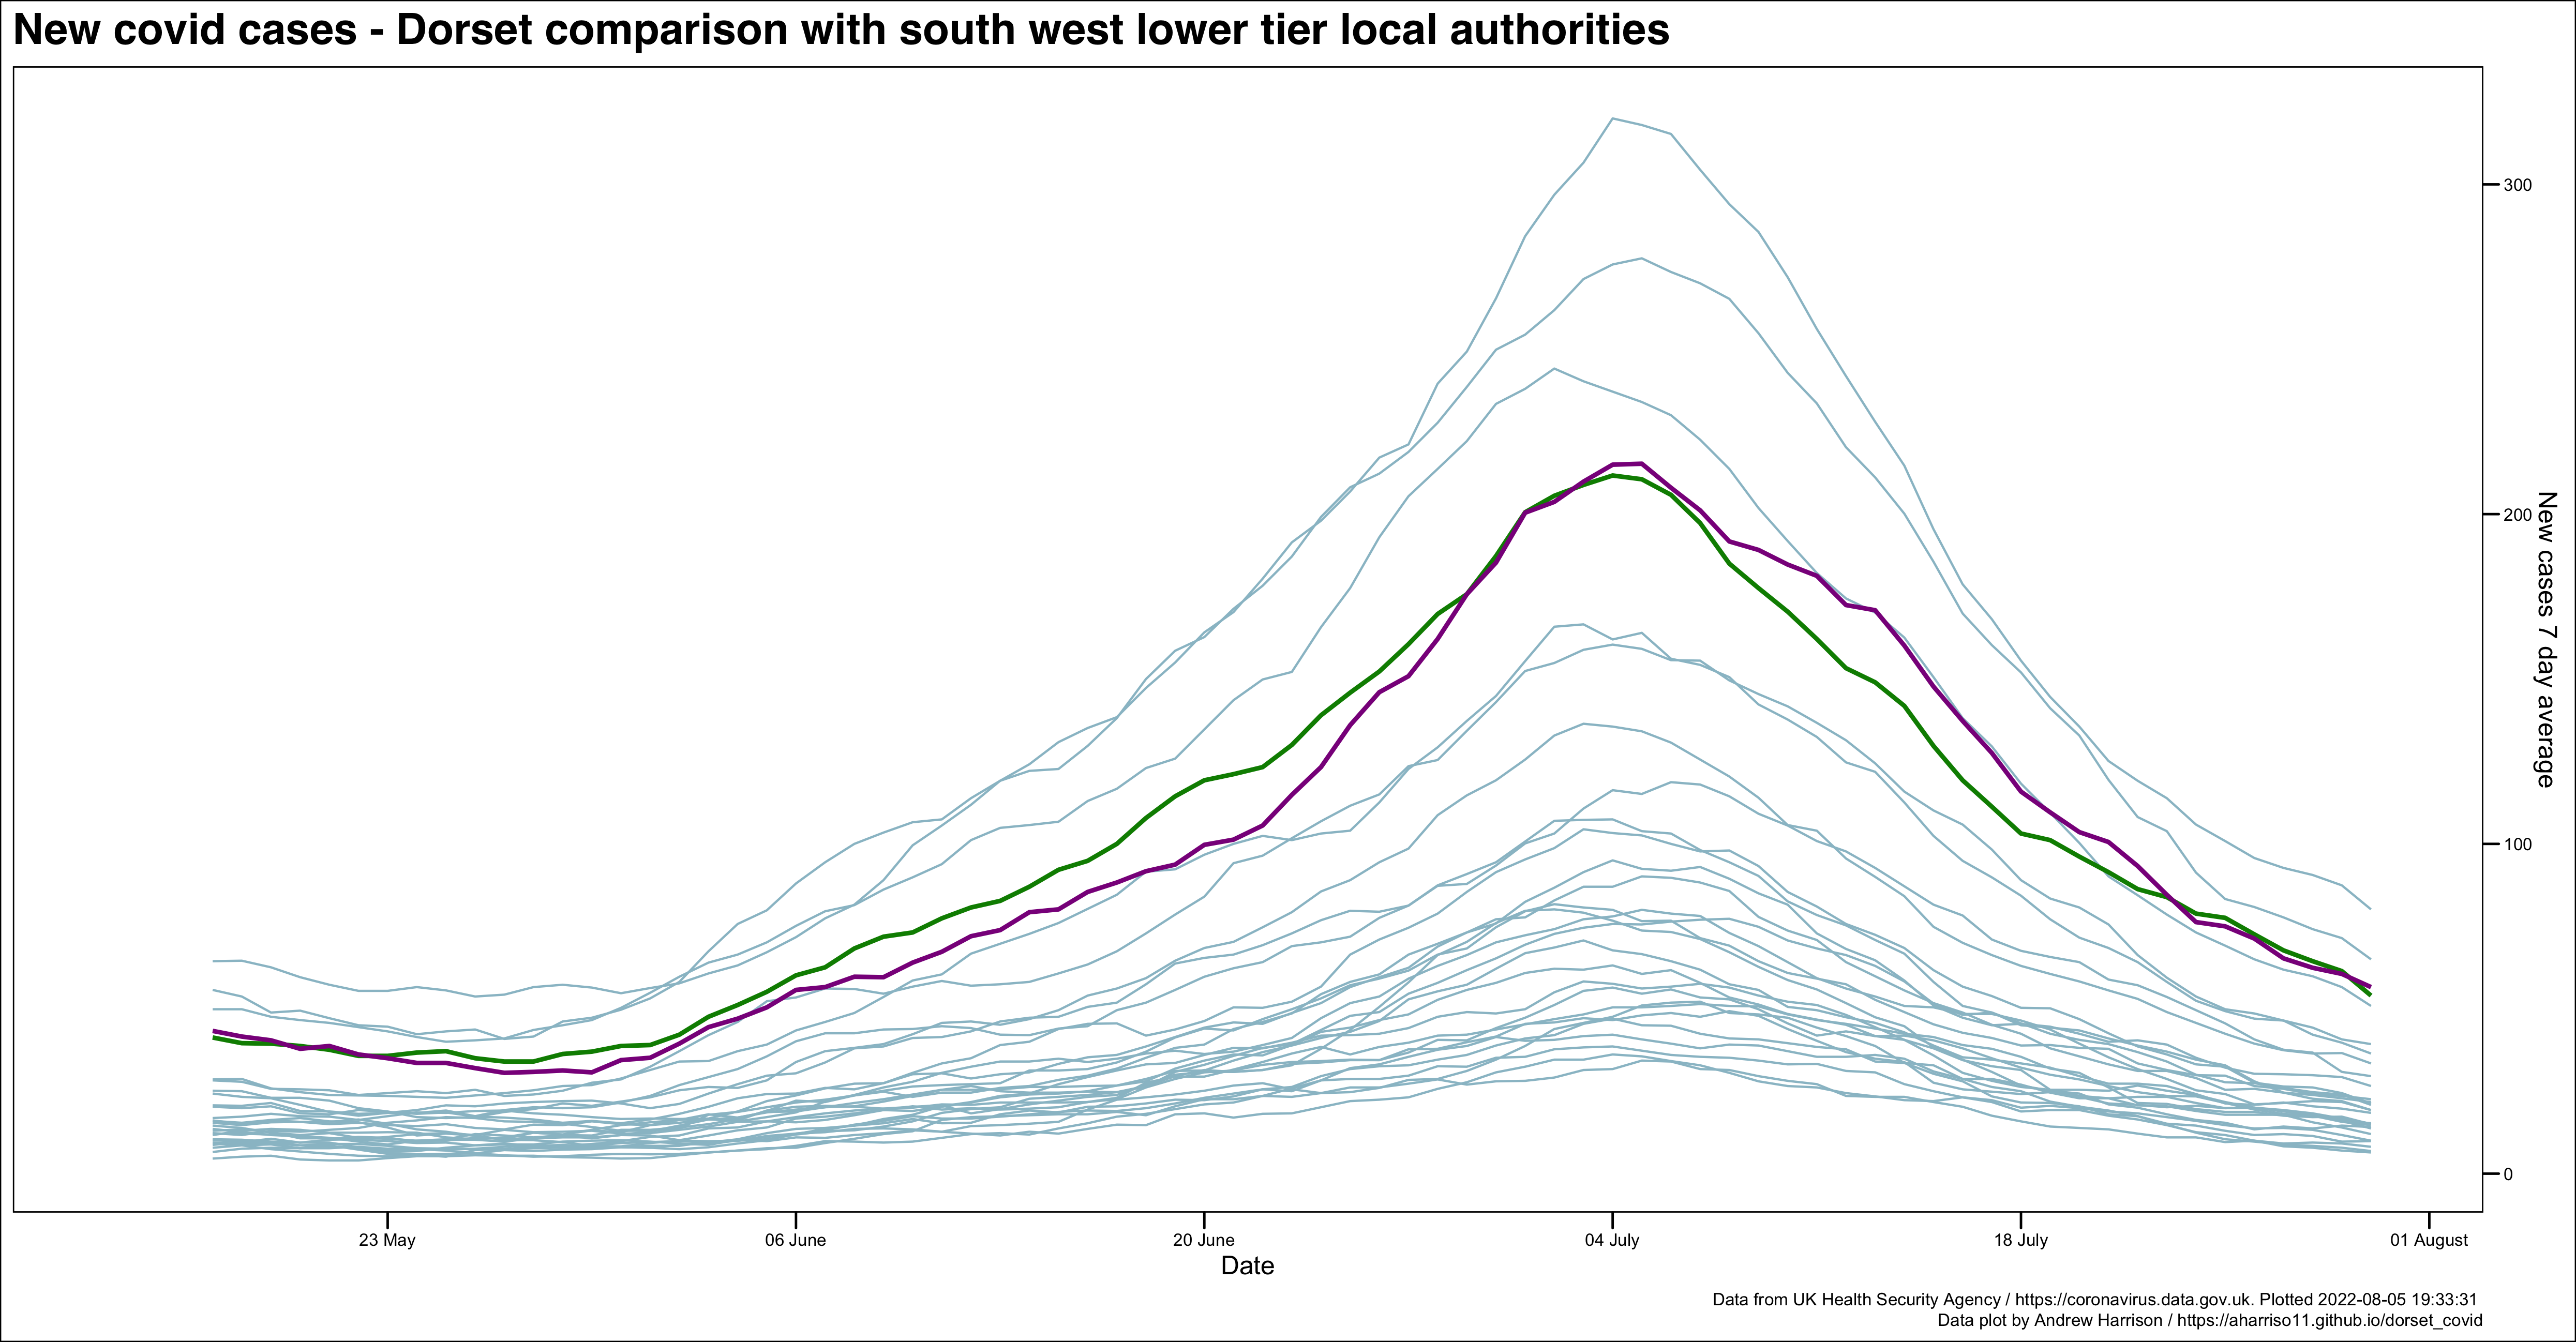 New covid cases - Dorset comparison with south west lower tier local authorities
300
200
100
0
New cases 7 day average
23 May
06 June
20 June
04 July
18 July
01 August
Date
Data from UK Health Security Agency / https://coronavirus.data.gov.uk. Plotted 2022-08-05 19:33:31
Data plot by Andrew Harrison / https://aharriso11.github.io/dorset_covid